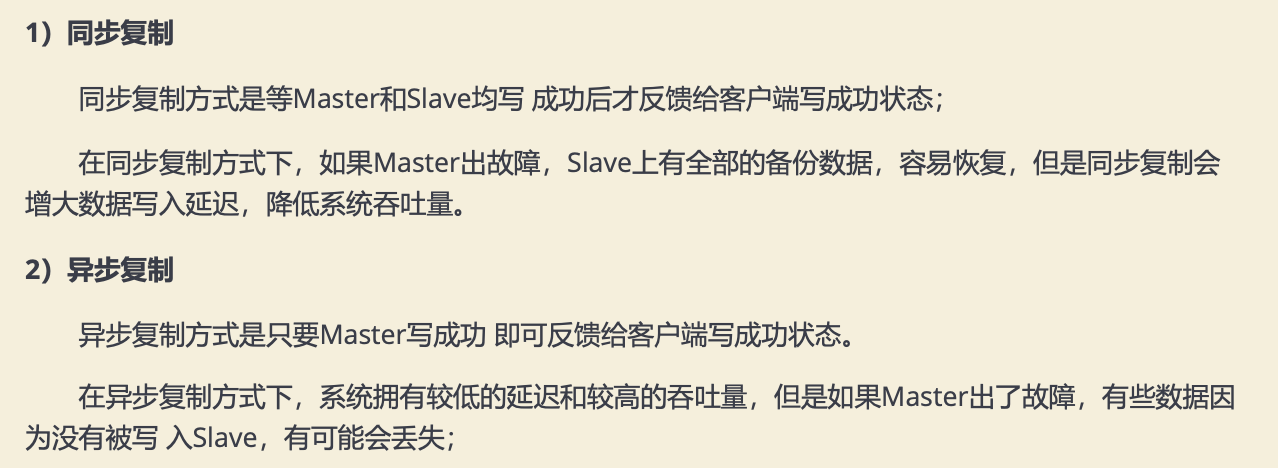 1）同步复制
同步复制方式是等Master和Slave均写 成功后才反馈给客户端写成功状态；
在同步复制方式下，如果Master出故障，Slave上有全部的备份数据，容易恢复，但是同步复制会
增大数据写入延迟，降低系统吞吐量。
2）异步复制
异步复制方式是只要Master写成功 即可反馈给客户端写成功状态。
在异步复制方式下，系统拥有较低的延迟和较高的吞吐量，但是如果Master出了故障，有些数据因
为没有被写 入Slave，有可能会丢失；